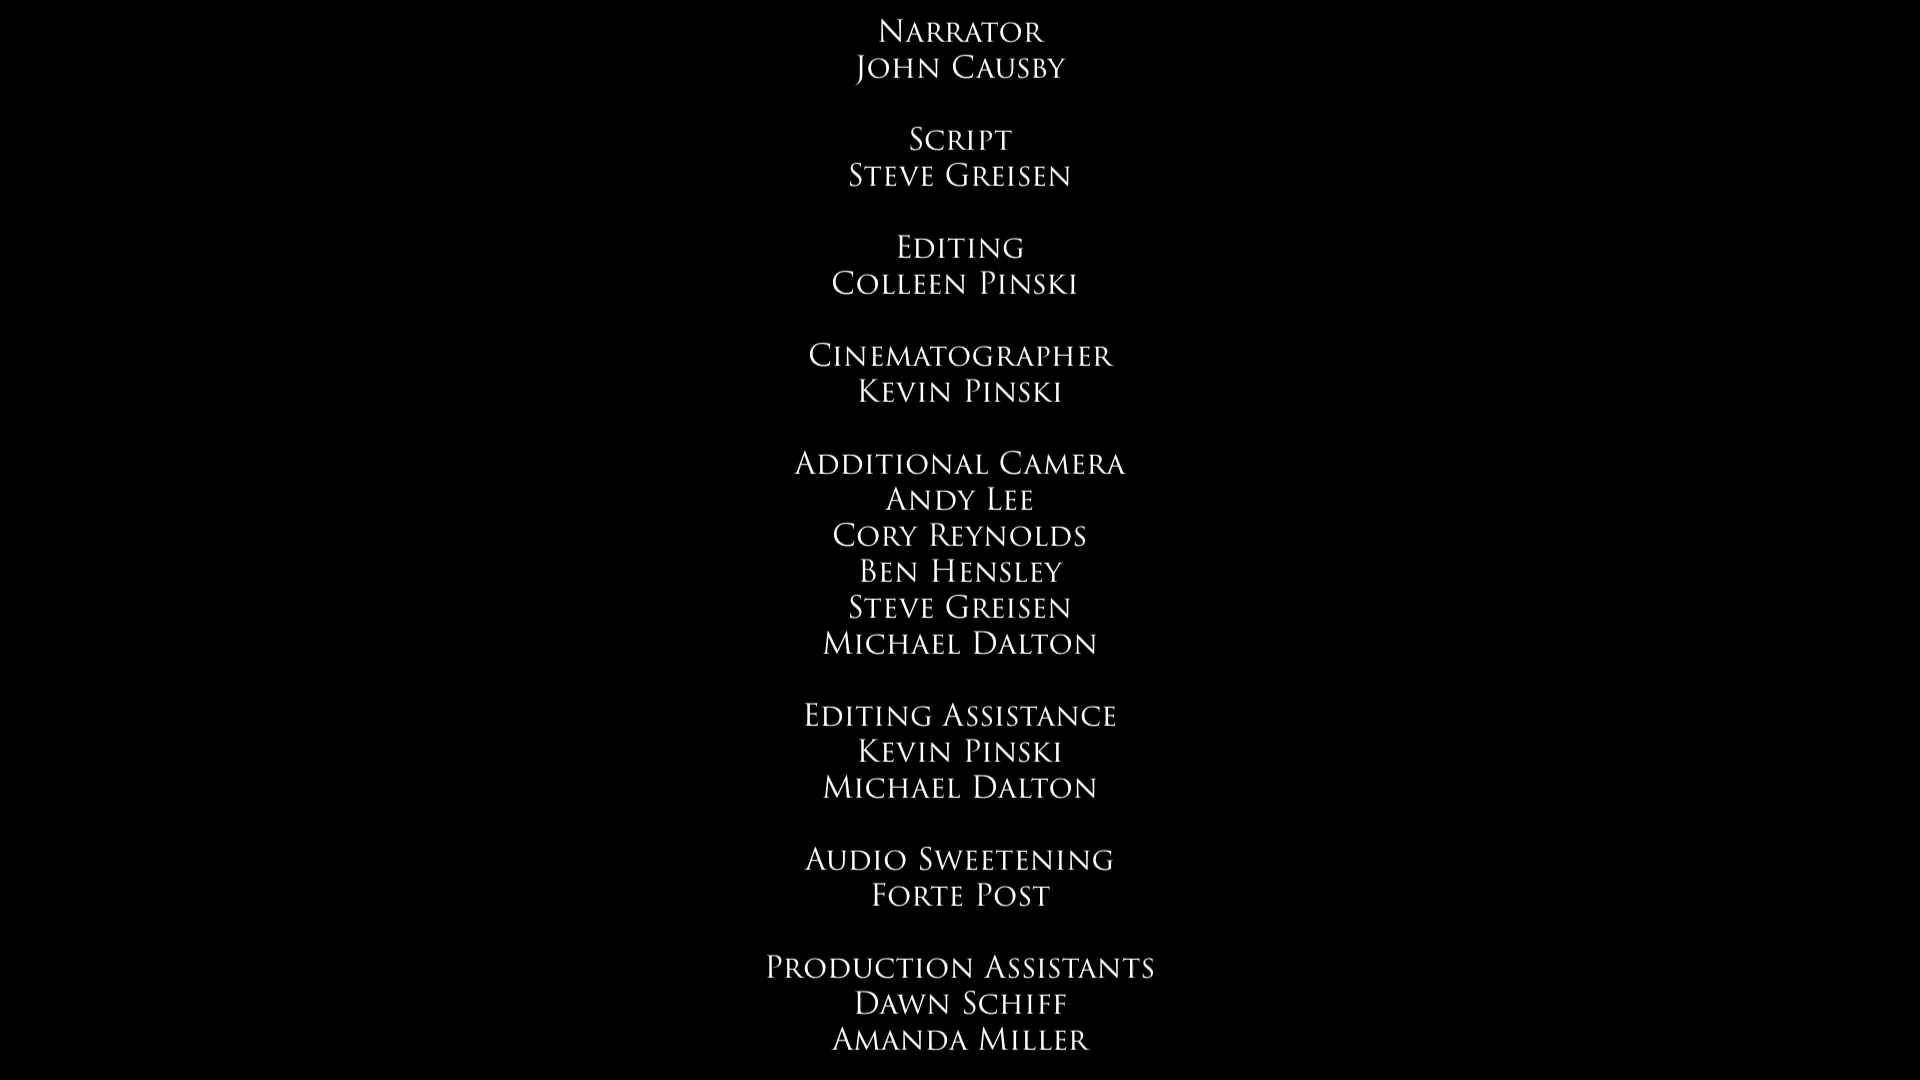 Narrator
John Causby
Script
Steve Greisen
Editing
Colleen Pinski
Cinematographer
Kevin Pinski
Additional Camera
Andy Lee
Cory Reynolds
Ben Hensley
Steve Greisen
Michael Dalton
Editing Assistance
Kevin Pinski
Michael Dalton
Audio Sweetening
Forte Post
Production Assistants
Dawn Schiff
Amanda Miller